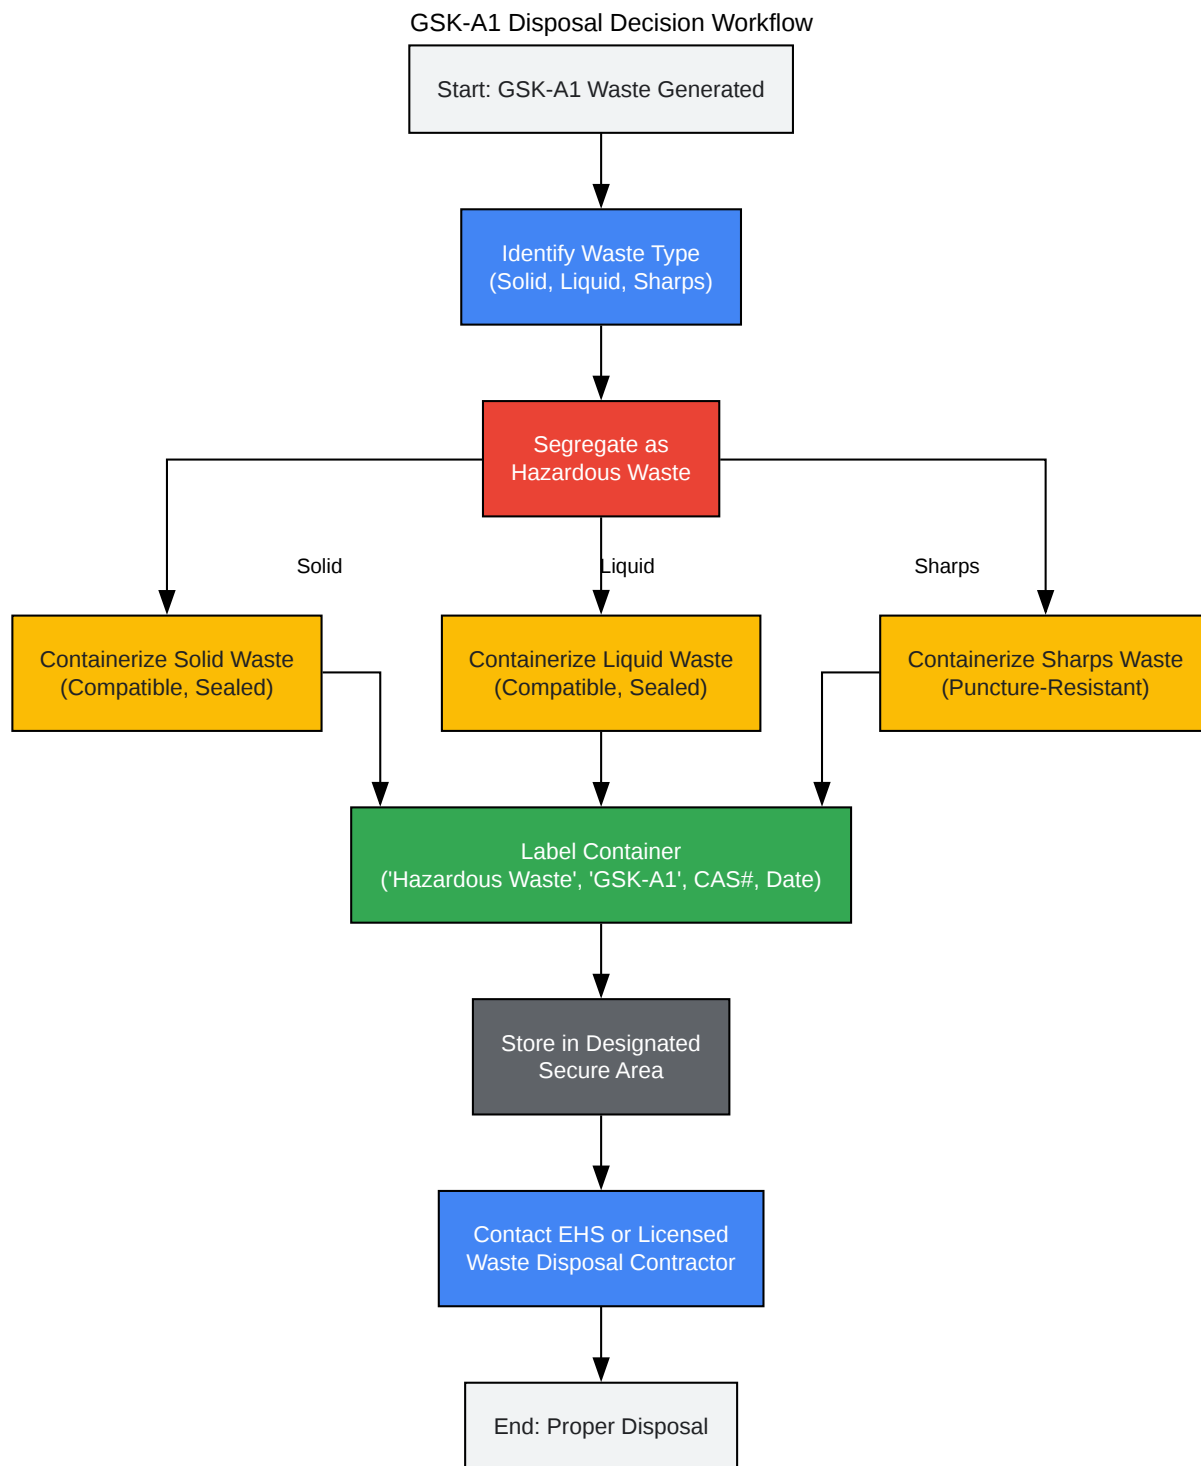 GSK-A1 Disposal Decision Workflow
Start: GSK-A1 Waste Generated
Identify Waste Type
(Solid, Liquid, Sharps)
Segregate as
Hazardous Waste
Solid
Liquid
Sharps
Containerize Solid Waste
(Compatible, Sealed)
Containerize Liquid Waste
(Compatible, Sealed)
Containerize Sharps Waste
(Puncture-Resistant)
Label Container
('Hazardous Waste', 'GSK-A1', CAS#, Date)
Store in Designated
Secure Area
Contact EHS or Licensed
Waste Disposal Contractor
End: Proper Disposal